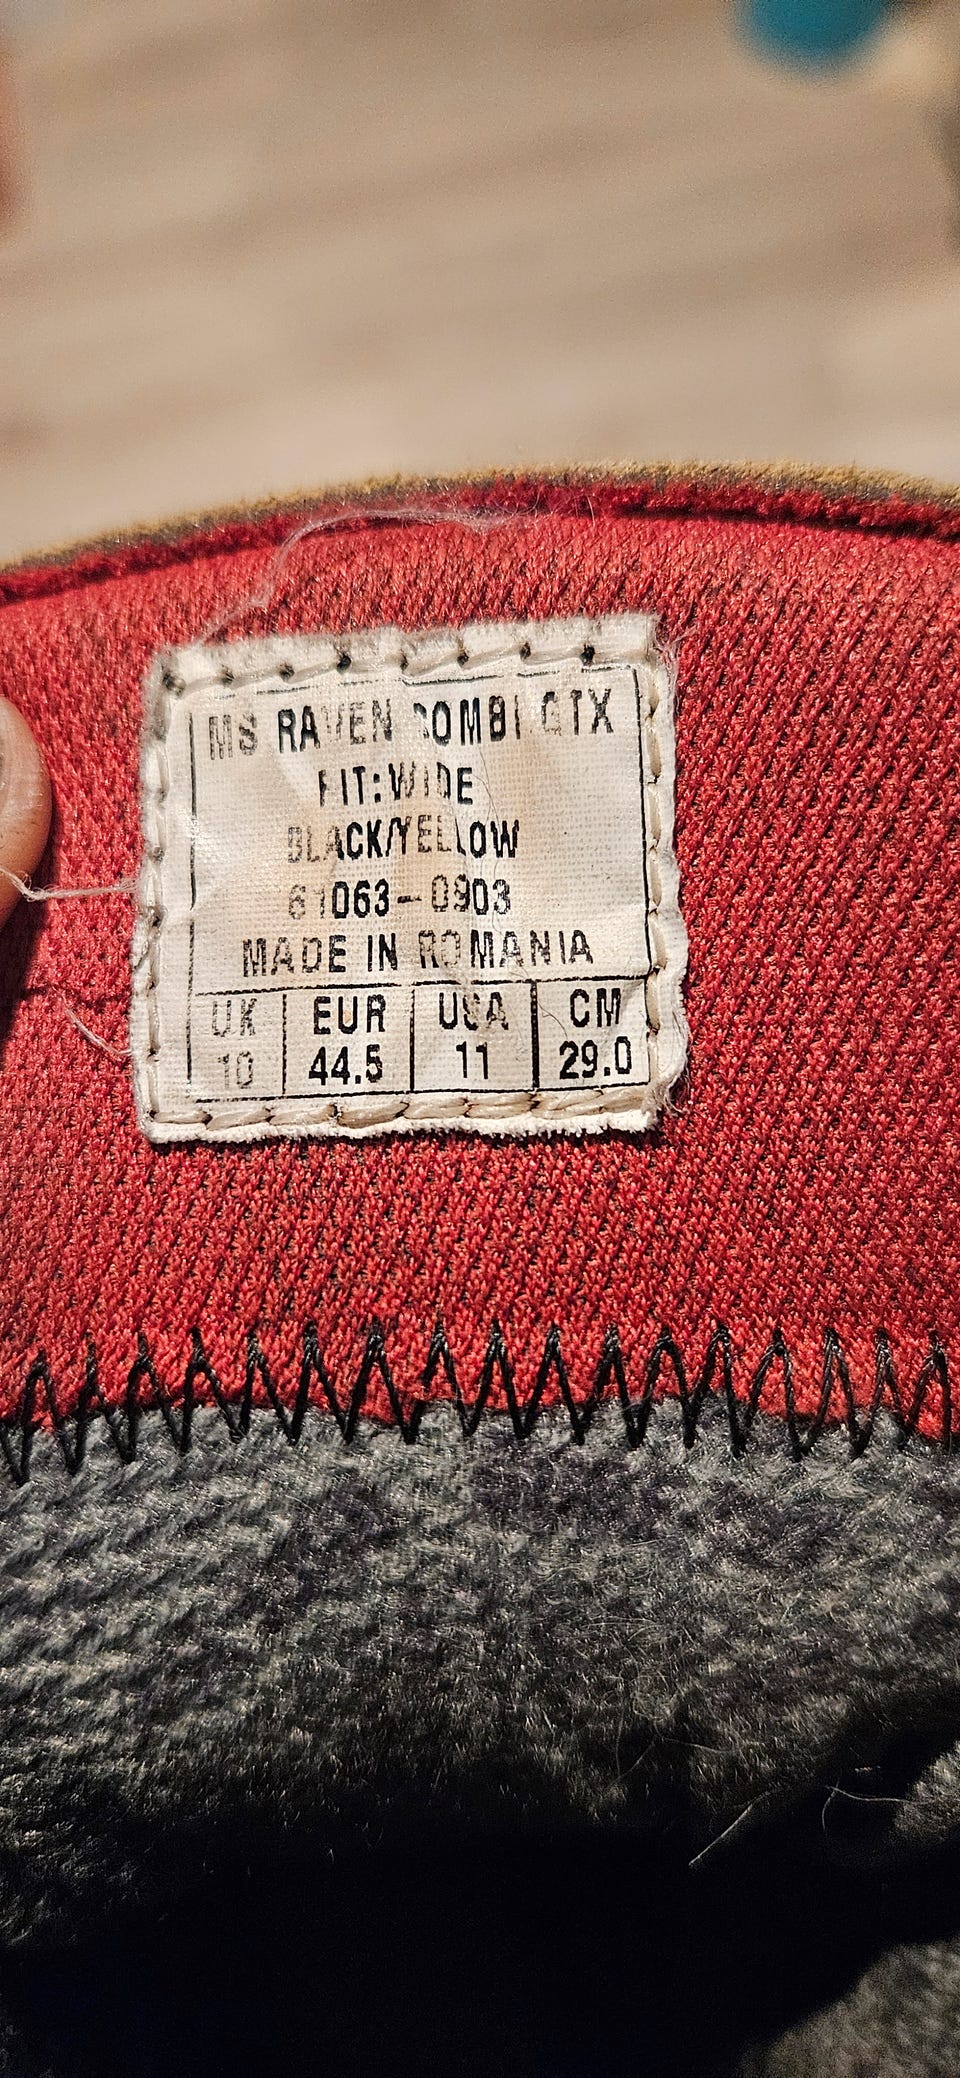 MS RAVEN COMBI GTX
FIT:WIDE
BLACK/YELLOW
61063-0903
MADE IN ROMANIA
UK EUR USA CM
10 44.5 11 29.0